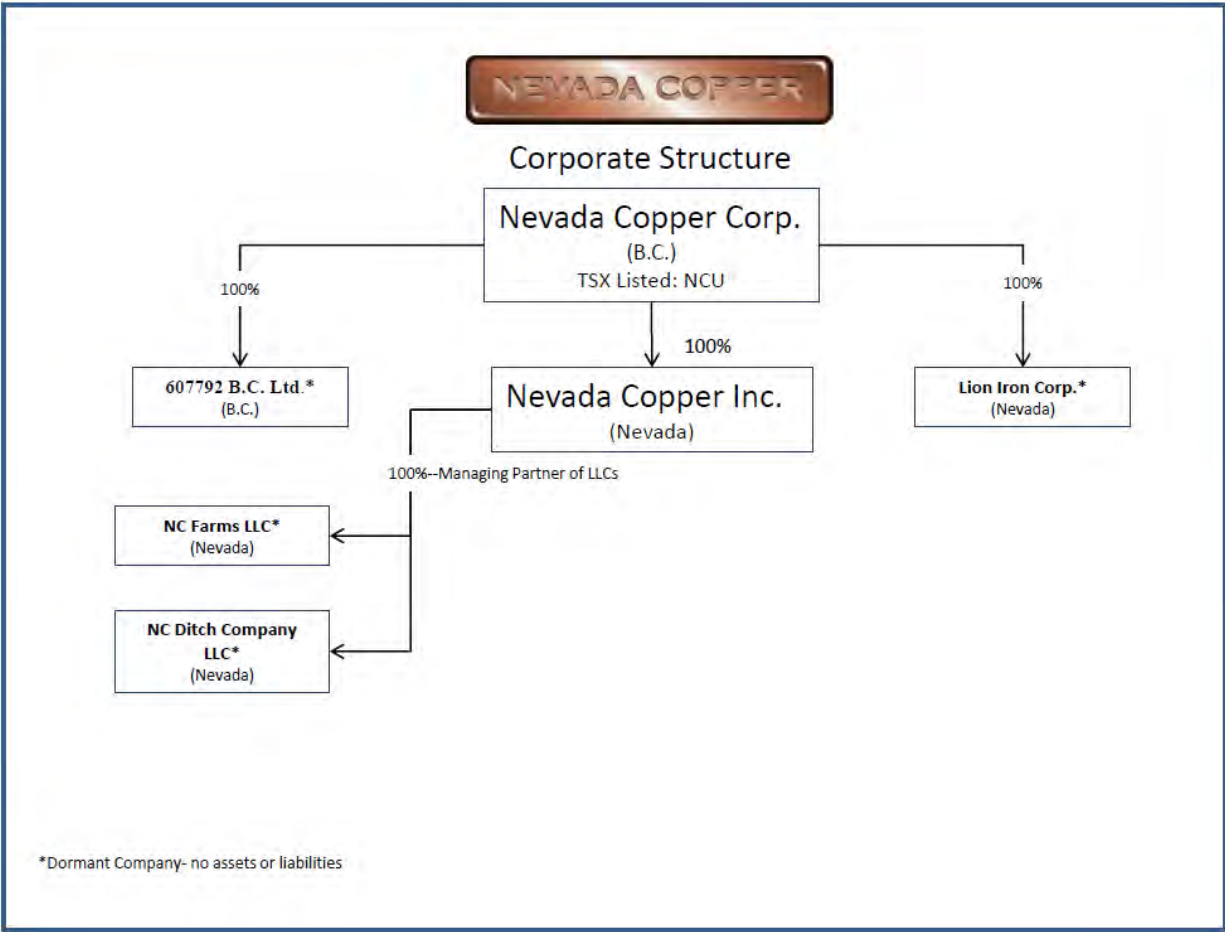 NEVADA COPPER
Corporate Structure
Nevada Copper Corp.
(B.C.)
TSX Listed: NCU
100%
100%
100%
607792 B.C. Ltd.*
(B.C.)
Nevada Copper Inc.
(Nevada)
Lion Iron Corp.*
(Nevada)
100%--Managing Partner of LLCs
NC Farms LLC*
(Nevada)
NC Ditch Company
LLC*
(Nevada)
*Dormant Company- no assets or liabilities